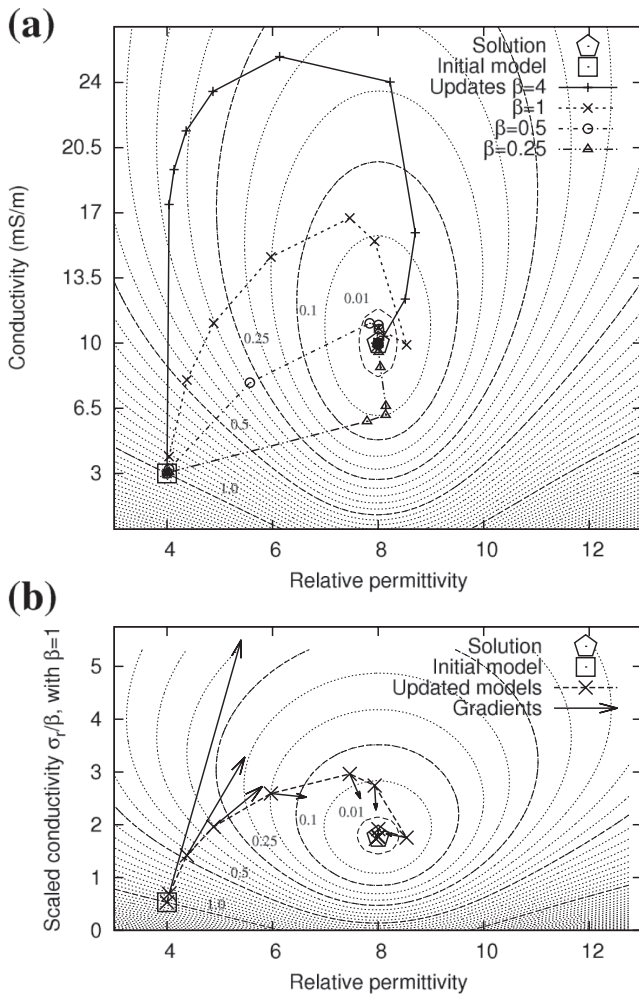 (a)
Solution
Initial model
Updates β=4
β=1
β=0.5
β=0.25
24
20.5
17
13.5
10
6.5
3
Conductivity (mS/m)
0.01
0.1
0.25
0.5
1.0
4 6 8 10 12
Relative permittivity
(b)
Solution
Initial model
Updated models
Gradients
5
4
3
2
1
0
Scaled conductivity σr/β, with β=1
0.01
0.1
0.25
0.5
1.0
4 6 8 10 12
Relative permittivity